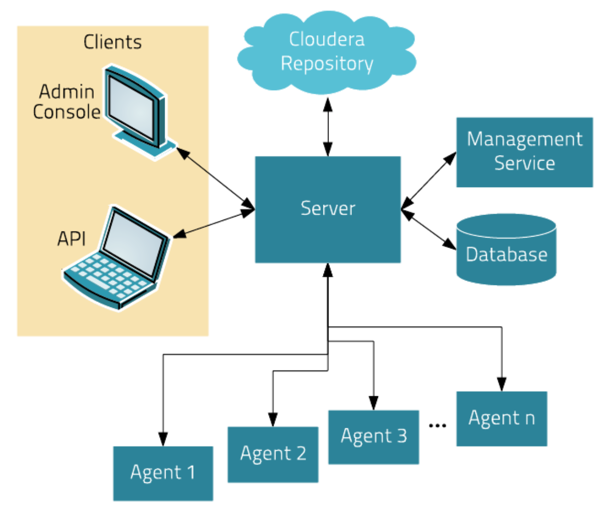 Clients
Cloudera
Repository
Admin
Console
Management
Service
Server
API
Database
Agent 1
Agent 2
Agent 3
...
Agent n